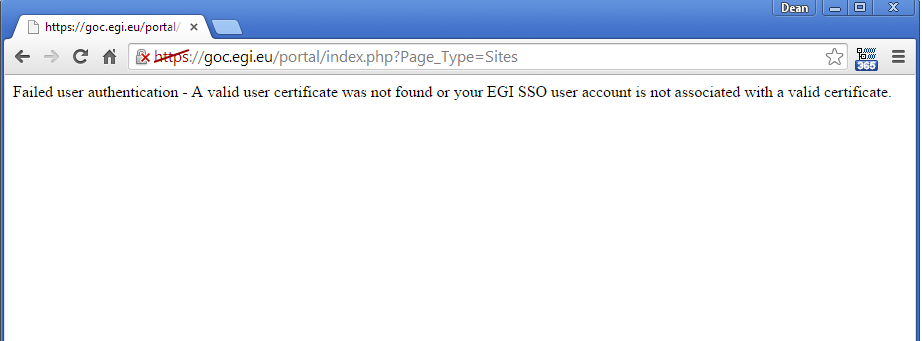 Dean
https://goc.egi.eu/portal/
https://goc.egi.eu/portal/index.php?Page_Type=Sites
365
Failed user authentication - A valid user certificate was not found or your EGI SSO user account is not associated with a valid certificate.